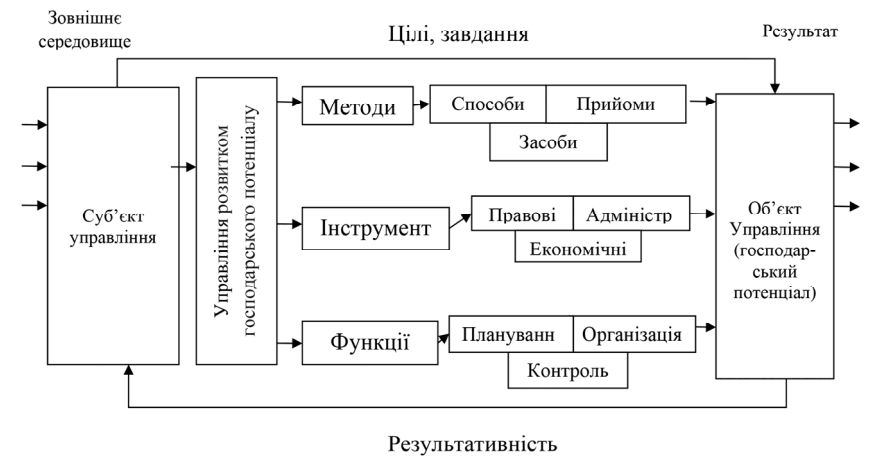 Зовнішнє
середовище
Цілі, завдання
Результат
Суб’єкт
управління
Управління розвитком
господарського потенціалу
Методи
Способи
Прийоми
Засоби
Інструмент
Правові
Адміністр
Економічні
Функції
Плануванн
Організація
Контроль
Об’єкт
Управління
(господар-
ський
потенціал)
Результативність